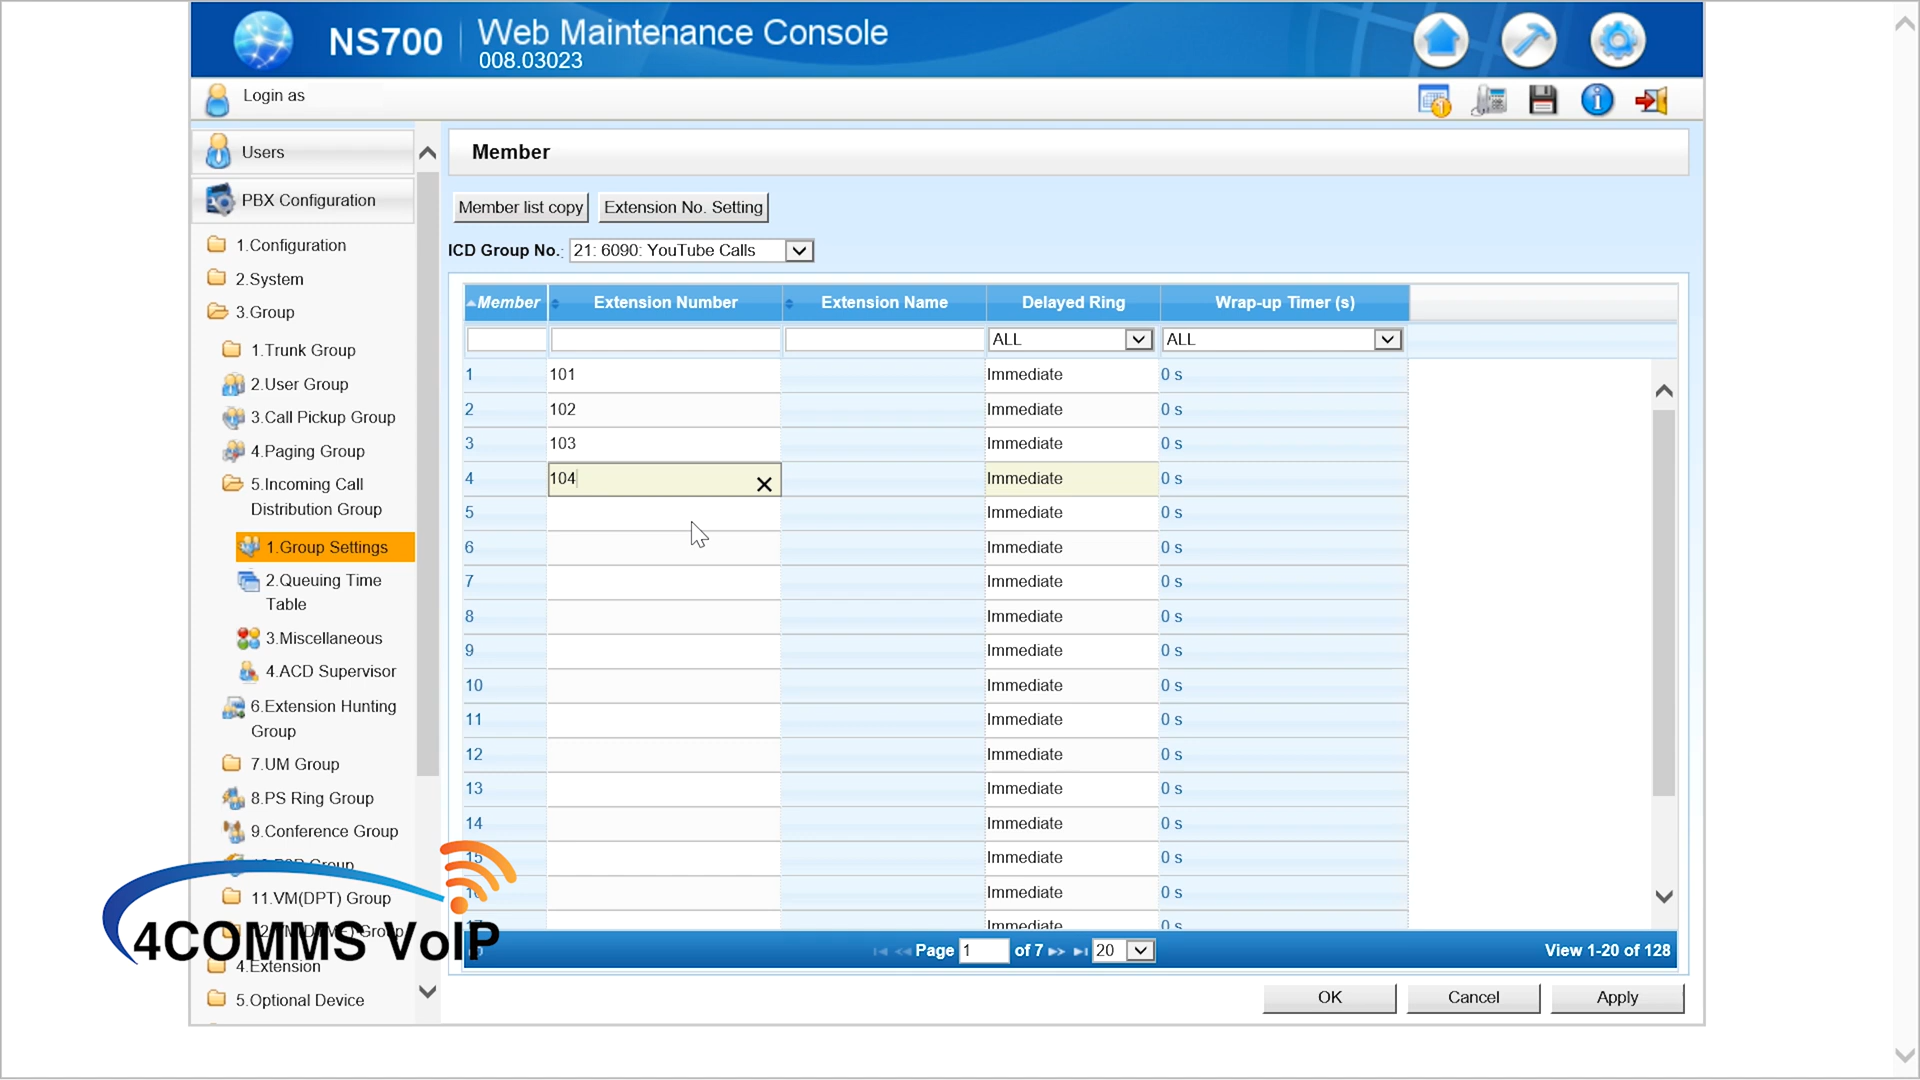 NS700
Web Maintenance Console
008.03023
Login as
Users
PBX Configuration
1.Configuration
2.System
3.Group
1.Trunk Group
2.User Group
3.Call Pickup Group
4.Paging Group
5.Incoming Call
Distribution Group
1.Group Settings
2.Queuing Time
Table
3.Miscellaneous
4.ACD Supervisor
6.Extension Hunting
Group
7.UM Group
8.PS Ring Group
9.Conference Group
Group
11.VM(DPT) Group
Group
4.Extension
5.Optional Device
4COMMS VoIP
Member
Member list copy Extension No. Setting
ICD Group No.: 21: 6090: YouTube Calls
Member Extension Number Extension Name Delayed Ring Wrap-up Timer (s)
ALL ALL
1 101 Immediate 0 s
2 102 Immediate 0 s
3 103 Immediate 0 s
4 104 Immediate 0 s
5 Immediate 0 s
6 Immediate 0 s
7 Immediate 0 s
8 Immediate 0 s
9 Immediate 0 s
10 Immediate 0 s
11 Immediate 0 s
12 Immediate 0 s
13 Immediate 0 s
14 Immediate 0 s
15 Immediate 0 s
Immediate 0 s
17 Immediate 0 s
Page 1 of 7 20 View 1-20 of 128
OK Cancel Apply